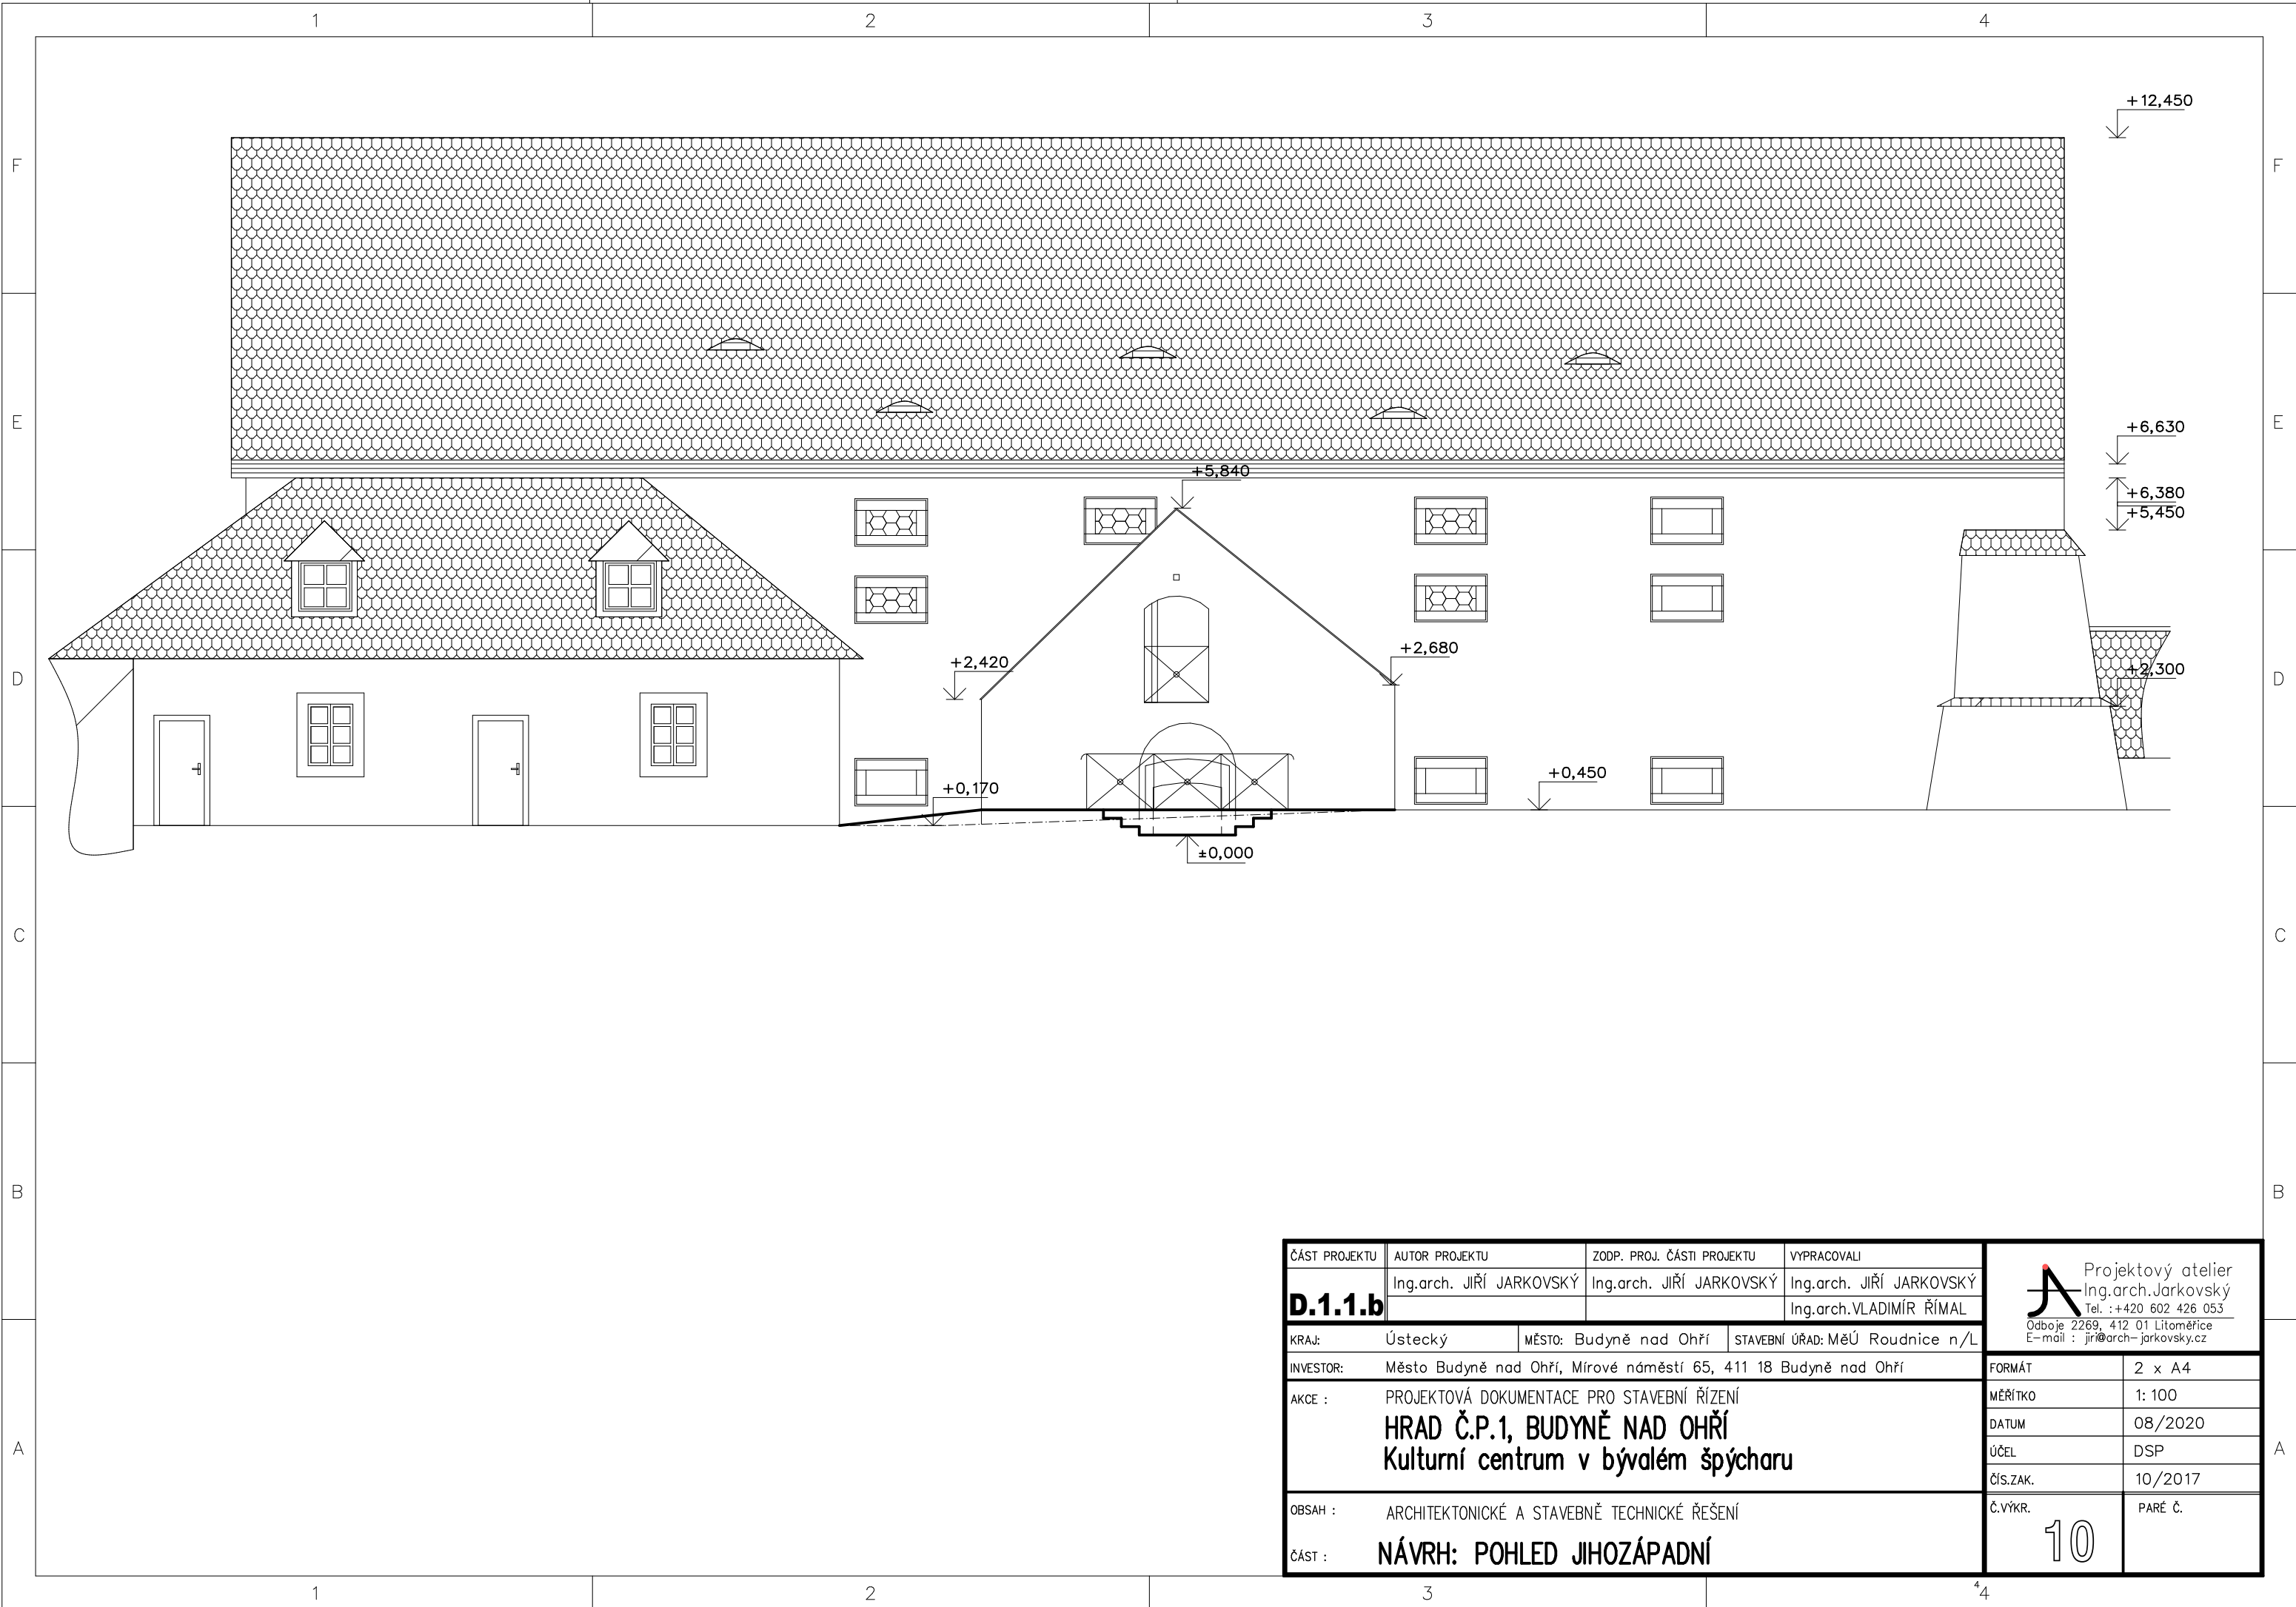 1 2 3 4
+12,450
F F
E E
+6,630
+5,840
+6,380
+5,450
+2,420
+2,680
+2,300
D D
+0,450
+0,170
±0,000
C C
B B
ČÁST PROJEKTU AUTOR PROJEKTU ZODP. PROJ. ČÁSTI PROJEKTU VYPRACOVALI
D.1.1.b Ing.arch. JIŘÍ JARKOVSKÝ Ing.arch. JIŘÍ JARKOVSKÝ Ing.arch. JIŘÍ JARKOVSKÝ
Ing.arch.VLADIMÍR ŘÍMAL
Projektový atelier
Ing.arch.Jarkovský
Tel. :+420 602 426 053
Odboje 2269, 412 01 Litoměřice
E-mail : jiri@arch-jarkovsky.cz
KRAJ: Ústecký MĚSTO: Budyně nad Ohří STAVEBNÍ ÚŘAD: MěÚ Roudnice n/L
INVESTOR: Město Budyně nad Ohří, Mírové náměstí 65, 411 18 Budyně nad Ohří
AKCE : PROJEKTOVÁ DOKUMENTACE PRO STAVEBNÍ ŘÍZENÍ
HRAD Č.P.1, BUDYNĚ NAD OHŘÍ
Kulturní centrum v bývalém špýcharu
FORMÁT 2 x A4
MĚŘÍTKO 1: 100
DATUM 08/2020
ÚČEL DSP
ČÍS.ZAK. 10/2017
A A
OBSAH : ARCHITEKTONICKÉ A STAVEBNĚ TECHNICKÉ ŘEŠENÍ
ČÁST : NÁVRH: POHLED JIHOZÁPADNÍ
Č.VÝKR. PARÉ Č.
10
1 2 3 4 4